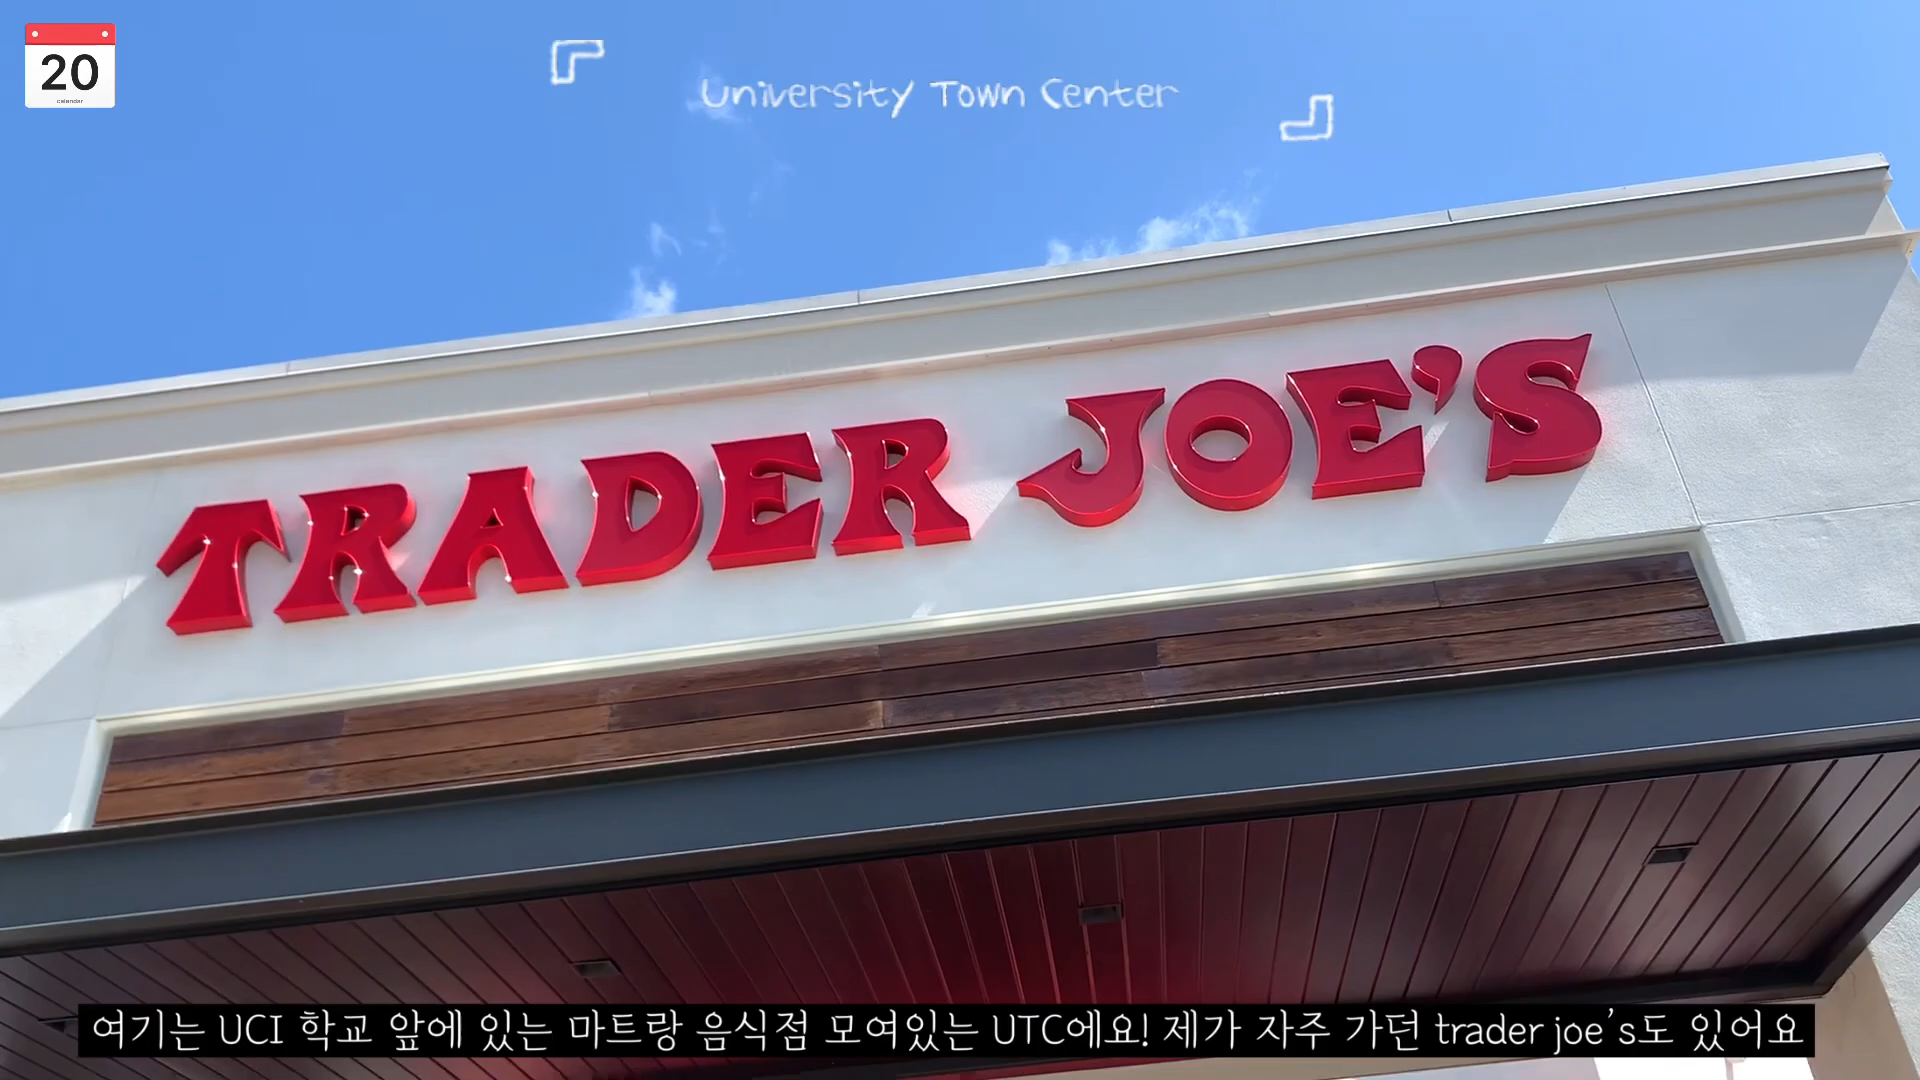 20
calendar
University Town Center
TRADER JOE'S
여기는 UCI 학교 앞에 있는 마트랑 음식점 모여있는 UTC에요! 제가 자주 가던 trader joe's도 있어요